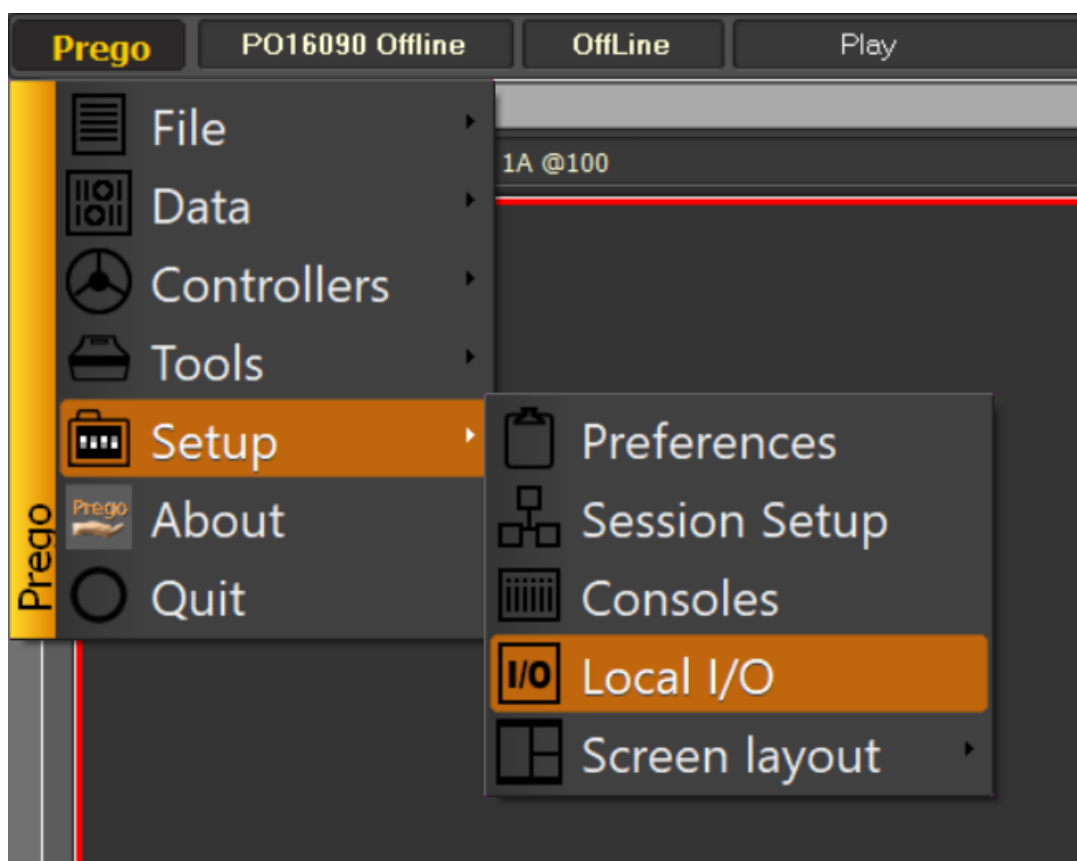 Prego PO16090 Offline OffLine Play
1A @100
File
Data
Controllers
Tools
Setup
Prego About
Quit
Prego
Preferences
Session Setup
Consoles
I/O Local I/O
Screen layout